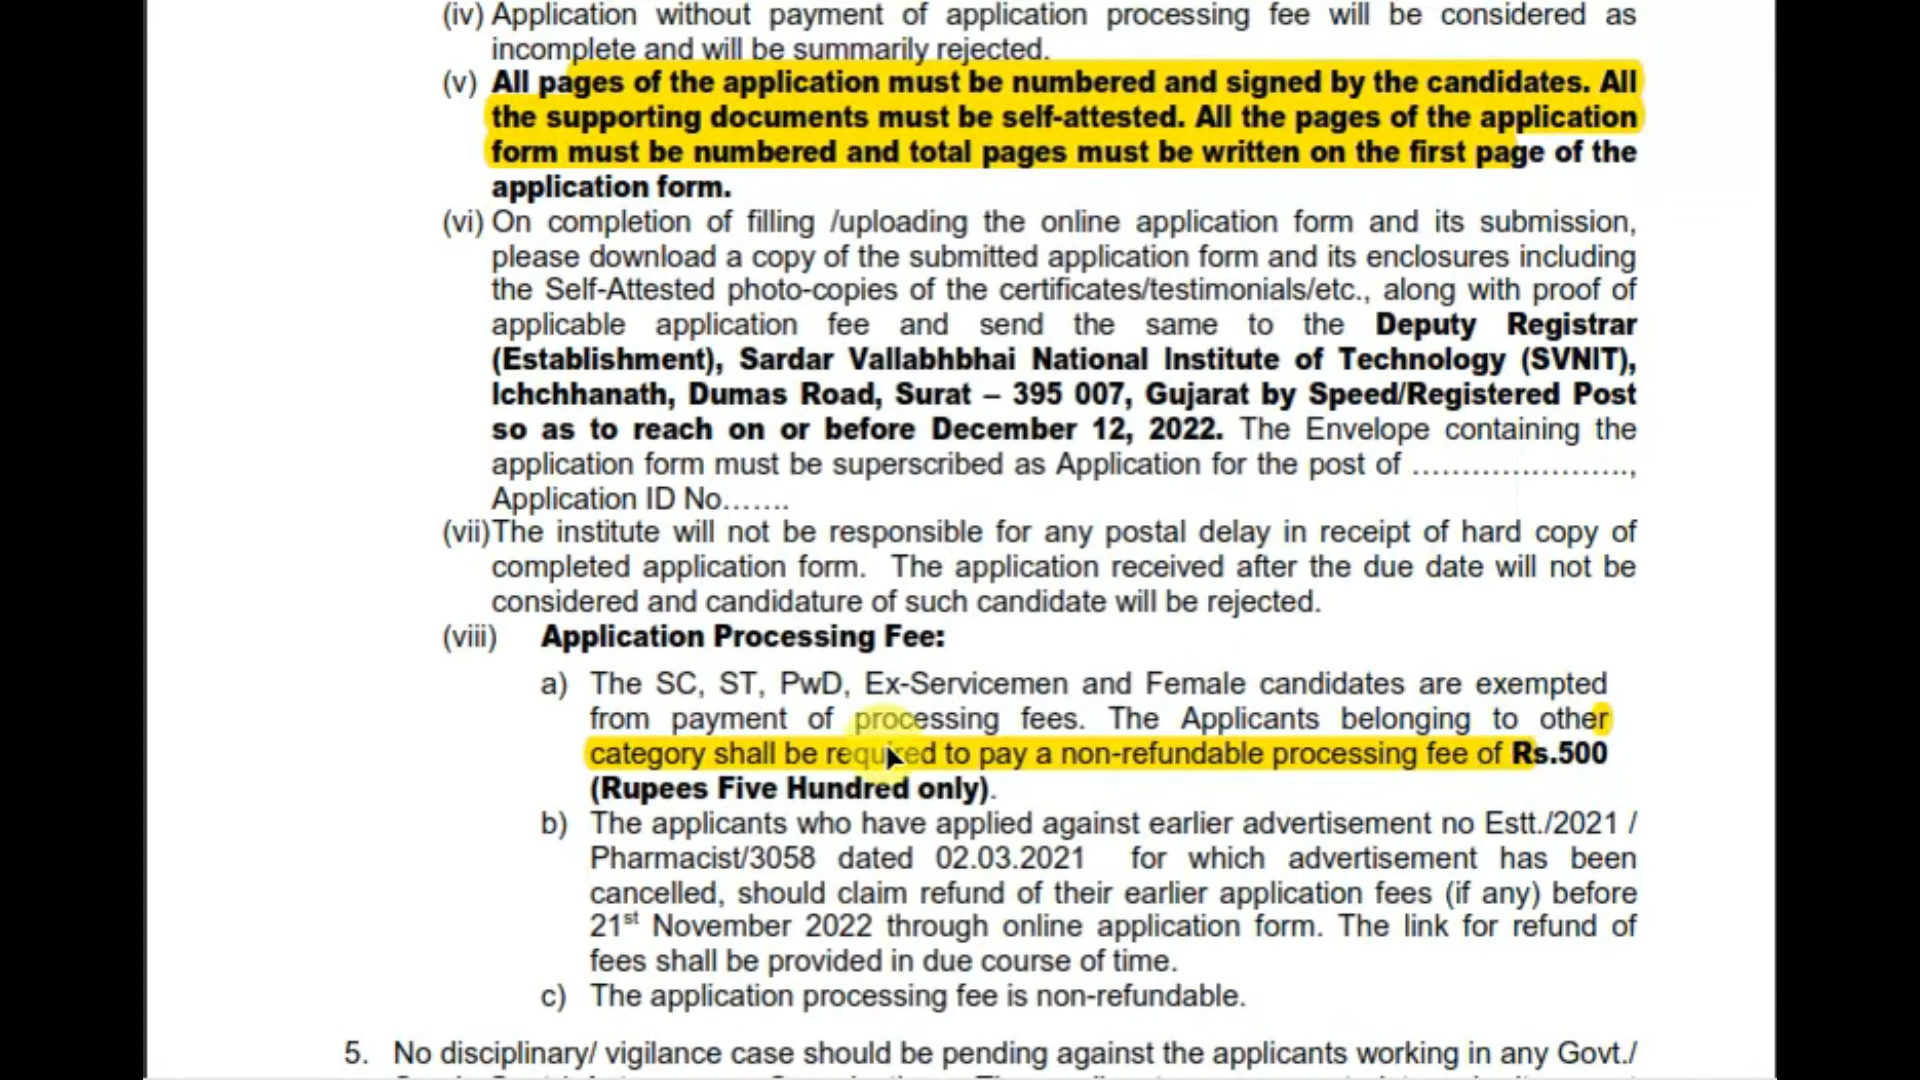 (iv) Application without payment of application processing fee will be considered as
incomplete and will be summarily rejected.
(v) All pages of the application must be numbered and signed by the candidates. All
the supporting documents must be self-attested. All the pages of the application
form must be numbered and total pages must be written on the first page of the
application form.
(vi) On completion of filling /uploading the online application form and its submission,
please download a copy of the submitted application form and its enclosures including
the Self-Attested photo-copies of the certificates/testimonials/etc., along with proof of
applicable application fee and send the same to the Deputy Registrar
(Establishment), Sardar Vallabhbhai National Institute of Technology (SVNIT),
Ichchhanath, Dumas Road, Surat – 395 007, Gujarat by Speed/Registered Post
so as to reach on or before December 12, 2022. The Envelope containing the
application form must be superscribed as Application for the post of ........................,
Application ID No.......
(vii)The institute will not be responsible for any postal delay in receipt of hard copy of
completed application form. The application received after the due date will not be
considered and candidature of such candidate will be rejected.
(viii) Application Processing Fee:
a) The SC, ST, PwD, Ex-Servicemen and Female candidates are exempted
from payment of processing fees. The Applicants belonging to other
category shall be required to pay a non-refundable processing fee of Rs.500
(Rupees Five Hundred only).
b) The applicants who have applied against earlier advertisement no Estt./2021 /
Pharmacist/3058 dated 02.03.2021 for which advertisement has been
cancelled, should claim refund of their earlier application fees (if any) before
21st November 2022 through online application form. The link for refund of
fees shall be provided in due course of time.
c) The application processing fee is non-refundable.
5. No disciplinary/ vigilance case should be pending against the applicants working in any Govt./